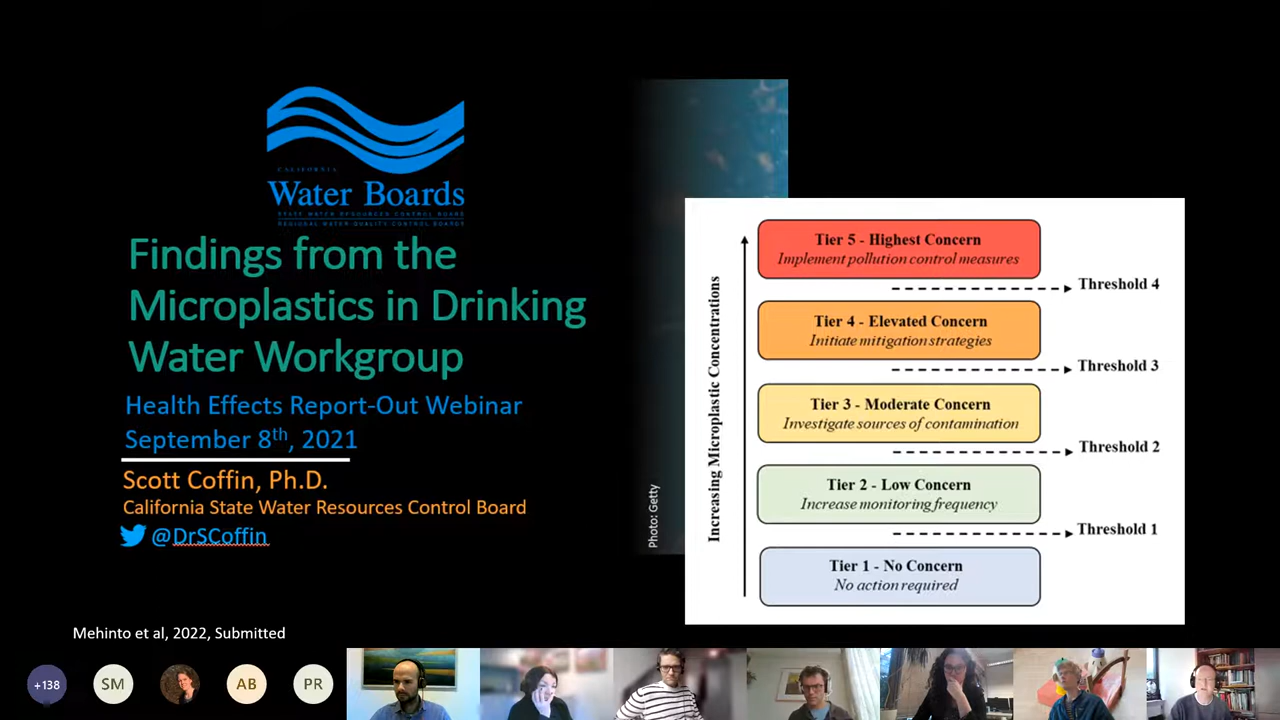 CALIFORNIA
Water Boards
STATE WATER RESOURCES CONTROL BOARD
REGIONAL WATER QUALITY CONTROL BOARDS
Findings from the
Microplastics in Drinking
Water Workgroup
Health Effects Report-Out Webinar
September 8th, 2021
Scott Coffin, Ph.D.
California State Water Resources Control Board
@DrSCoffin
Photo: Getty
Increasing Microplastic Concentrations
Tier 5 - Highest Concern
Implement pollution control measures
Threshold 4
Tier 4 - Elevated Concern
Initiate mitigation strategies
Threshold 3
Tier 3 - Moderate Concern
Investigate sources of contamination
Threshold 2
Tier 2 - Low Concern
Increase monitoring frequency
Threshold 1
Tier 1 - No Concern
No action required
Mehinto et al, 2022, Submitted
+138
SM
AB
PR